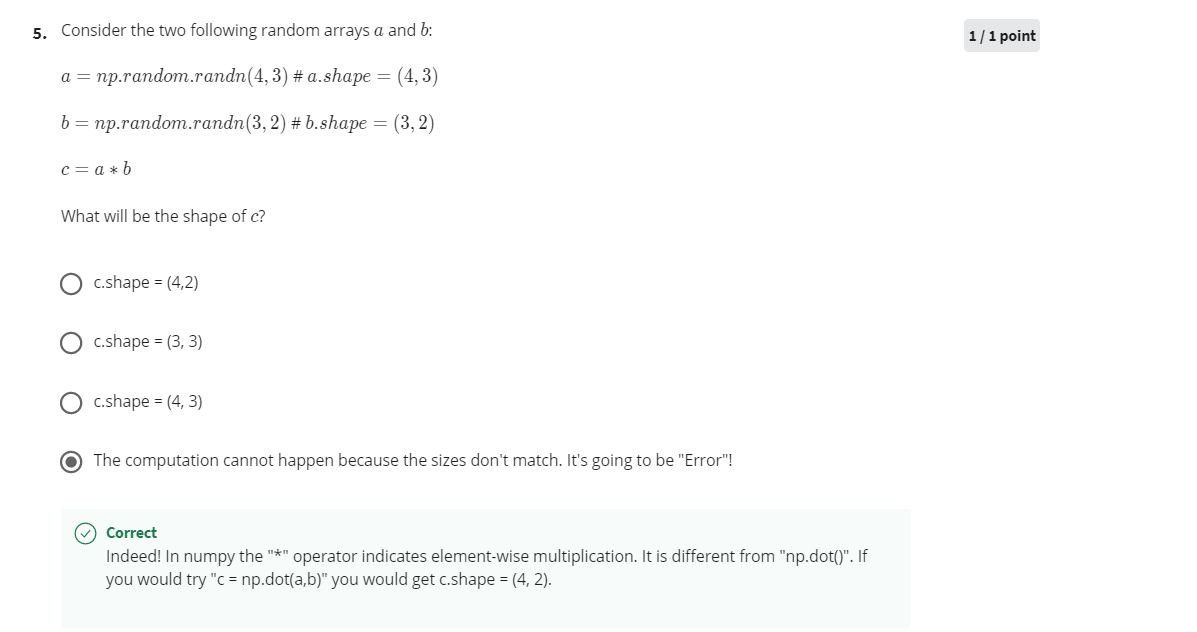 5. Consider the two following random arrays a and b:
1 / 1 point
a = np.random.randn(4, 3) # a.shape = (4, 3)
b = np.random.randn(3, 2) # b.shape = (3, 2)
c = a * b
What will be the shape of c?
c.shape = (4,2)
c.shape = (3, 3)
c.shape = (4, 3)
The computation cannot happen because the sizes don't match. It's going to be "Error"!
Correct
Indeed! In numpy the "*" operator indicates element-wise multiplication. It is different from "np.dot()". If
you would try "c = np.dot(a,b)" you would get c.shape = (4, 2).